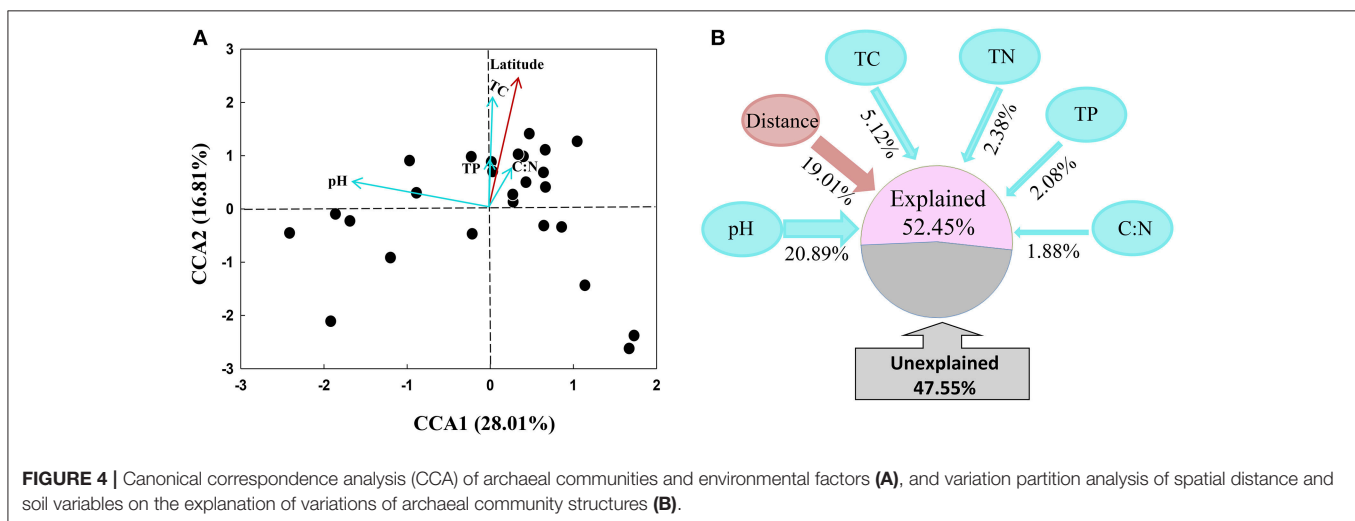 A
3
2
1
0
-1
-2
-3
-3
-2
-1
0
1
2
CCA2 (16.81%)
CCA1 (28.01%)
Latitude
TC
TP
C:N
pH
B
TC
TN
TP
C:N
Distance
pH
5.12%
2.38%
2.08%
1.88%
19.01%
20.89%
Explained
52.45%
Unexplained
47.55%
FIGURE 4 | Canonical correspondence analysis (CCA) of archaeal communities and environmental factors (A), and variation partition analysis of spatial distance and
soil variables on the explanation of variations of archaeal community structures (B).